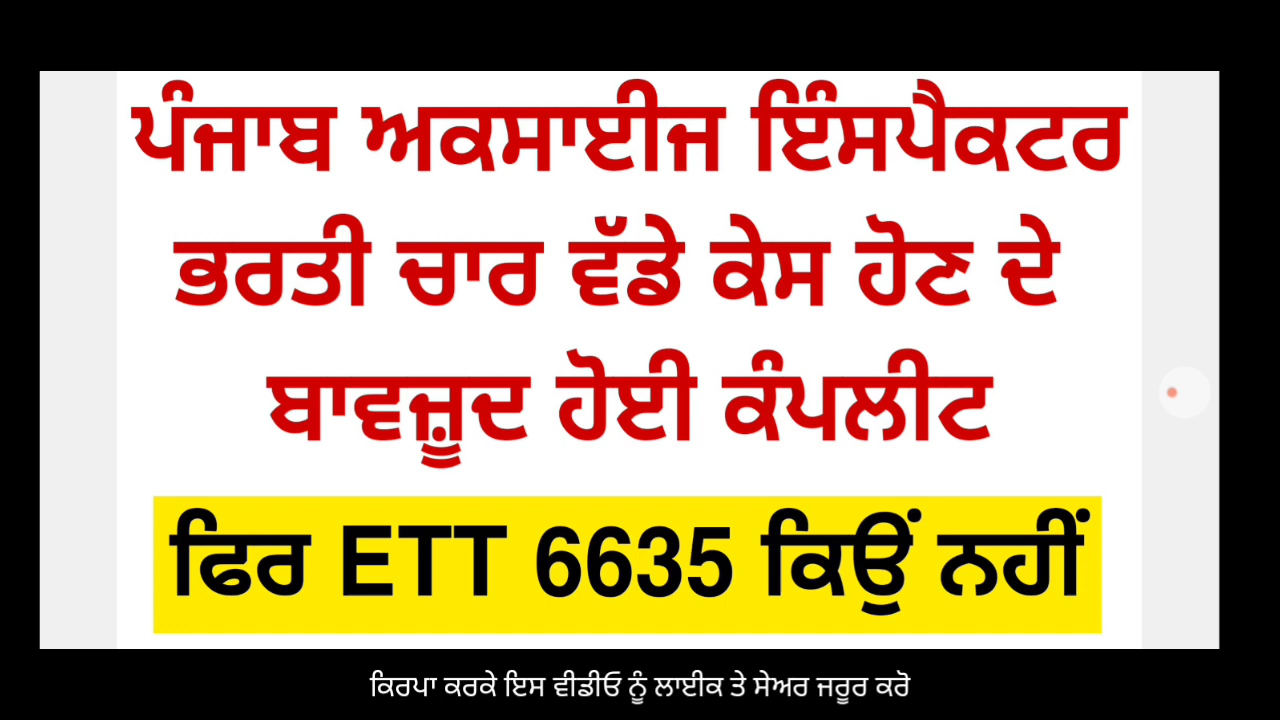 ਪੰਜਾਬ ਅਕਸਾਈਜ ਇੰਸਪੈਕਟਰ
ਭਰਤੀ ਚਾਰ ਵੱਡੇ ਕੇਸ ਹੋਣ ਦੇ
ਬਾਵਜ਼ੂਦ ਹੋਈ ਕੰਪਲੀਟ
ਫਿਰ ETT 6635 ਕਿਉਂ ਨਹੀਂ
ਕਿਰਪਾ ਕਰਕੇ ਇਸ ਵੀਡੀਓ ਨੂੰ ਲਾਈਕ ਤੇ ਸੇਅਰ ਜਰੂਰ ਕਰੋ